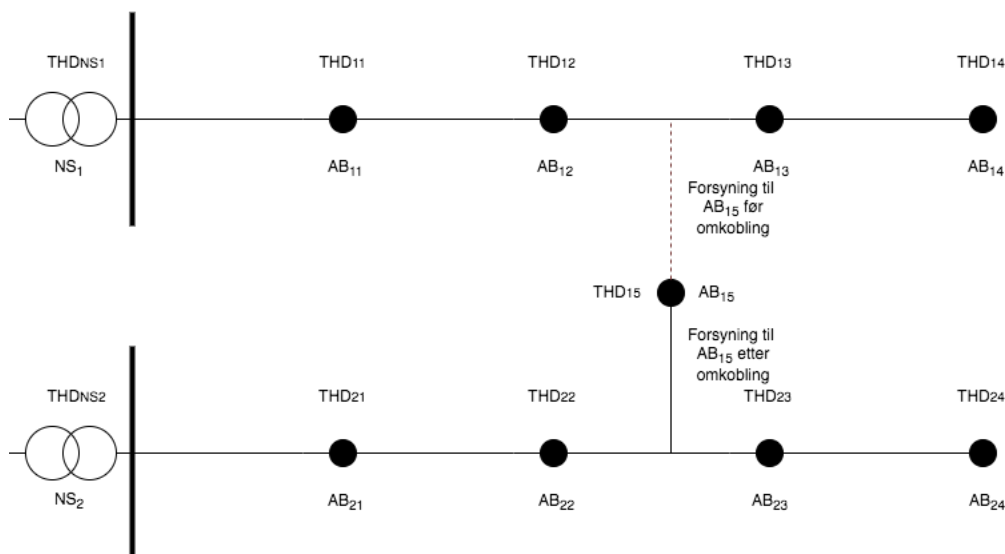 THDNS1 THD11 THD12 THD13 THD14
NS1 AB11 AB12 AB13 AB14
Forsyning til
AB15 før
omkobling
THD15 AB15
Forsyning til
AB15 etter
omkobling
THDNS2 THD21 THD22 THD23 THD24
NS2 AB21 AB22 AB23 AB24